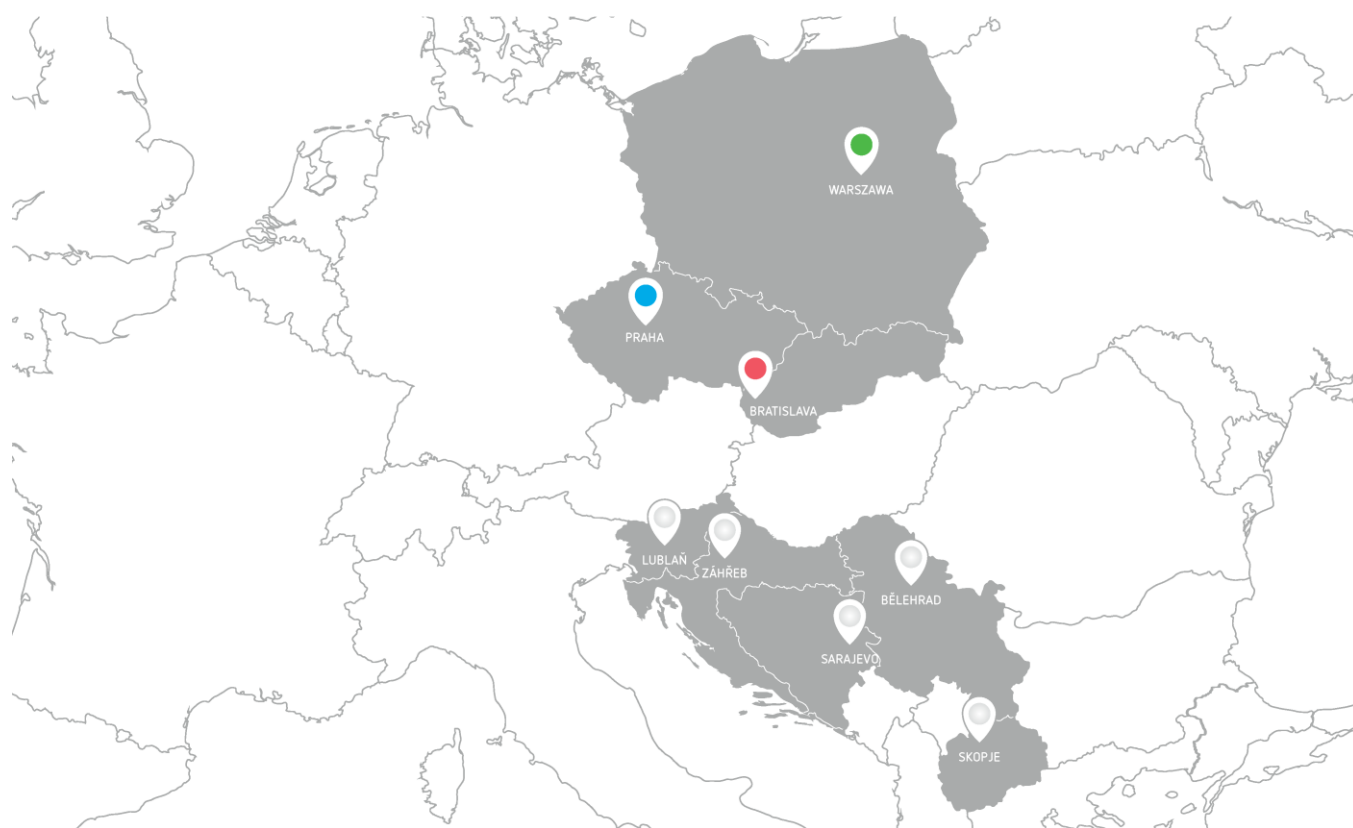 WARSZAWA
PRAHA
BRATISLAVA
LUBLAŇ
ZÁHŘEB
BĚLEHRAD
SARAJEVO
SKOPJE